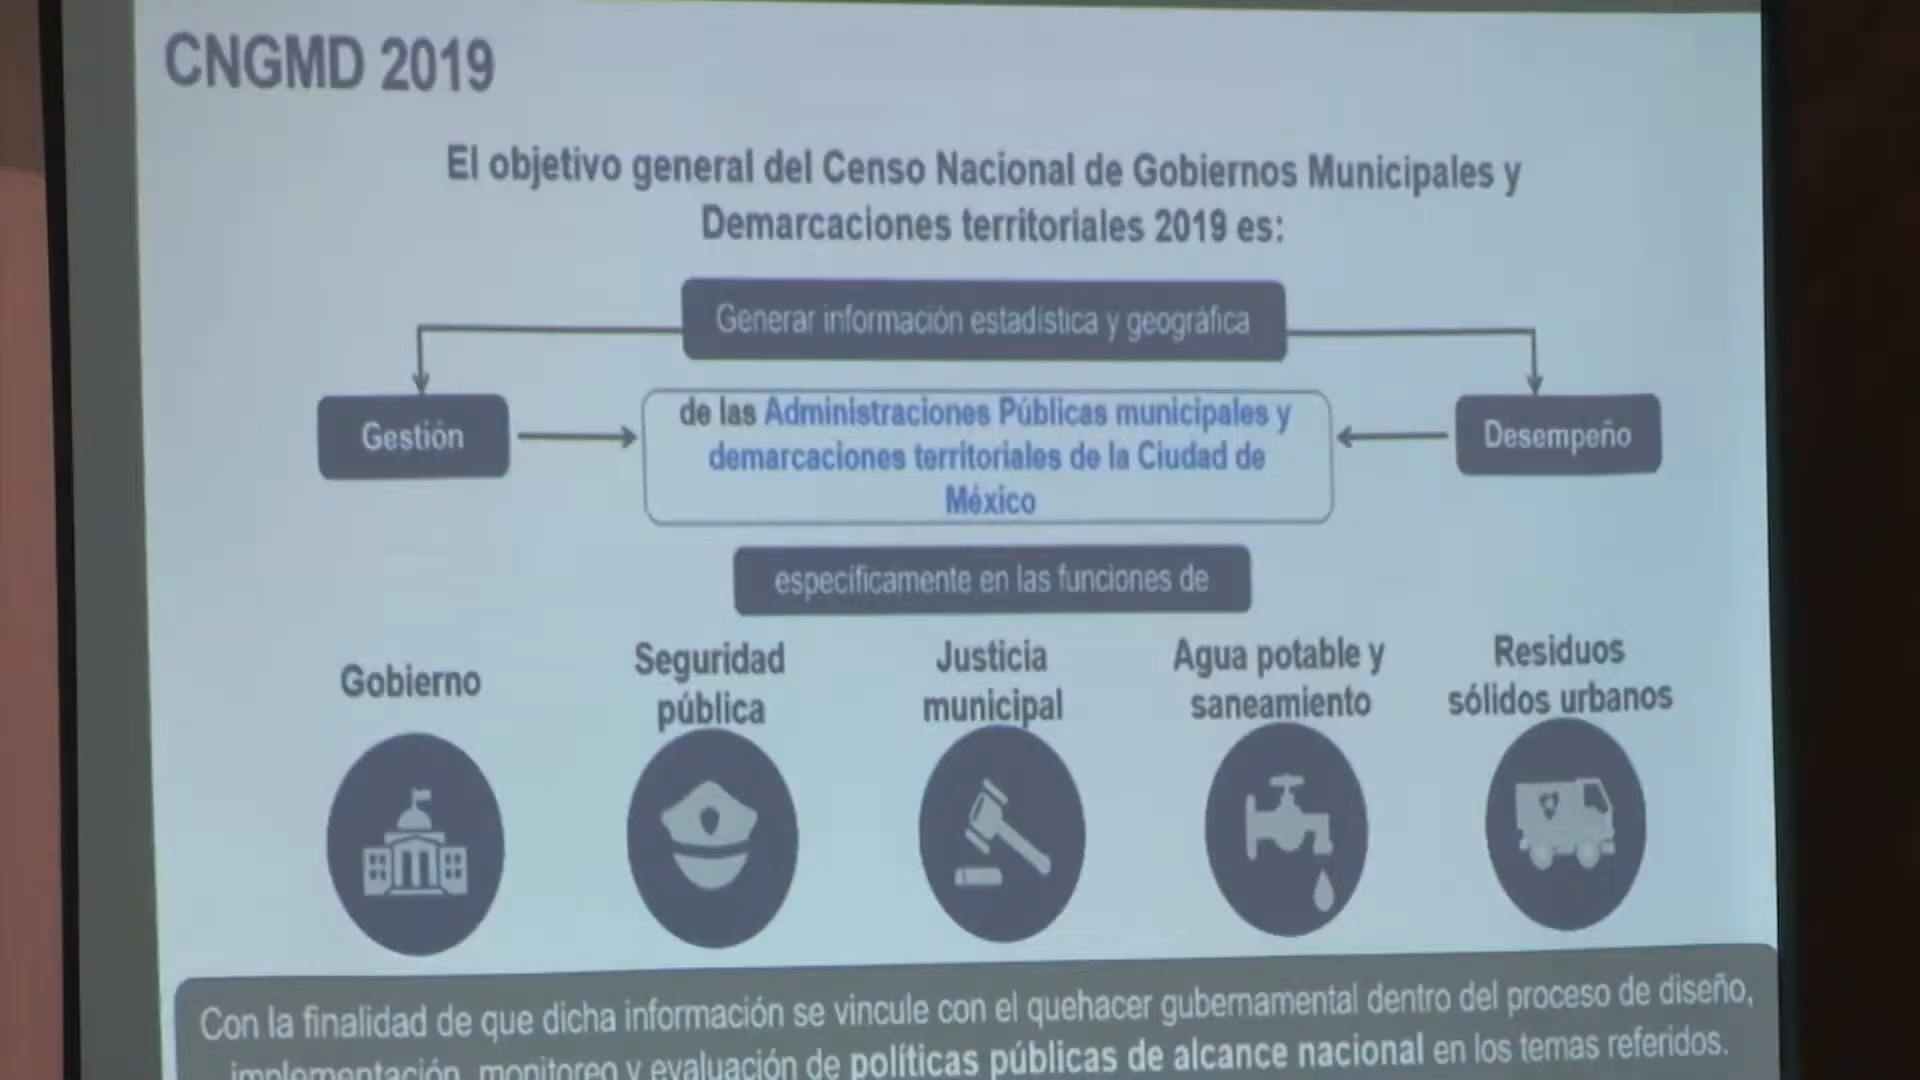 CNGMD 2019
El objetivo general del Censo Nacional de Gobiernos Municipales y
Demarcaciones territoriales 2019 es:
Generar información estadística y geográfica
Gestión
de las Administraciones Públicas municipales y
demarcaciones territoriales de la Ciudad de
México
Desempeño
específicamente en las funciones de
Gobierno
Seguridad
pública
Justicia
municipal
Agua potable y
saneamiento
Residuos
sólidos urbanos
Con la finalidad de que dicha información se vincule con el quehacer gubernamental dentro del proceso de diseño,
implementación, monitoreo y evaluación de políticas públicas de alcance nacional en los temas referidos.